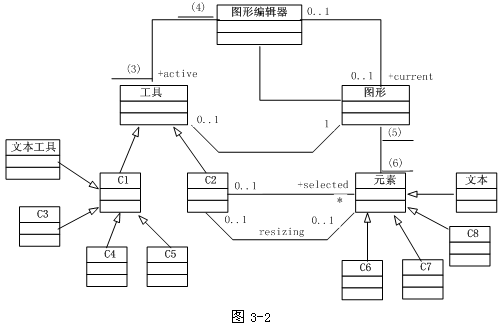 (4)
图形编辑器
0..1
(3)
+active
0..1
+current
工具
图形
0..1
1
(5)
文本工具
(6)
C1
C2
0..1
+selected
元素
文本
*
C3
0..1
0..1
resizing
C8
C4
C5
C6
C7
图 3-2